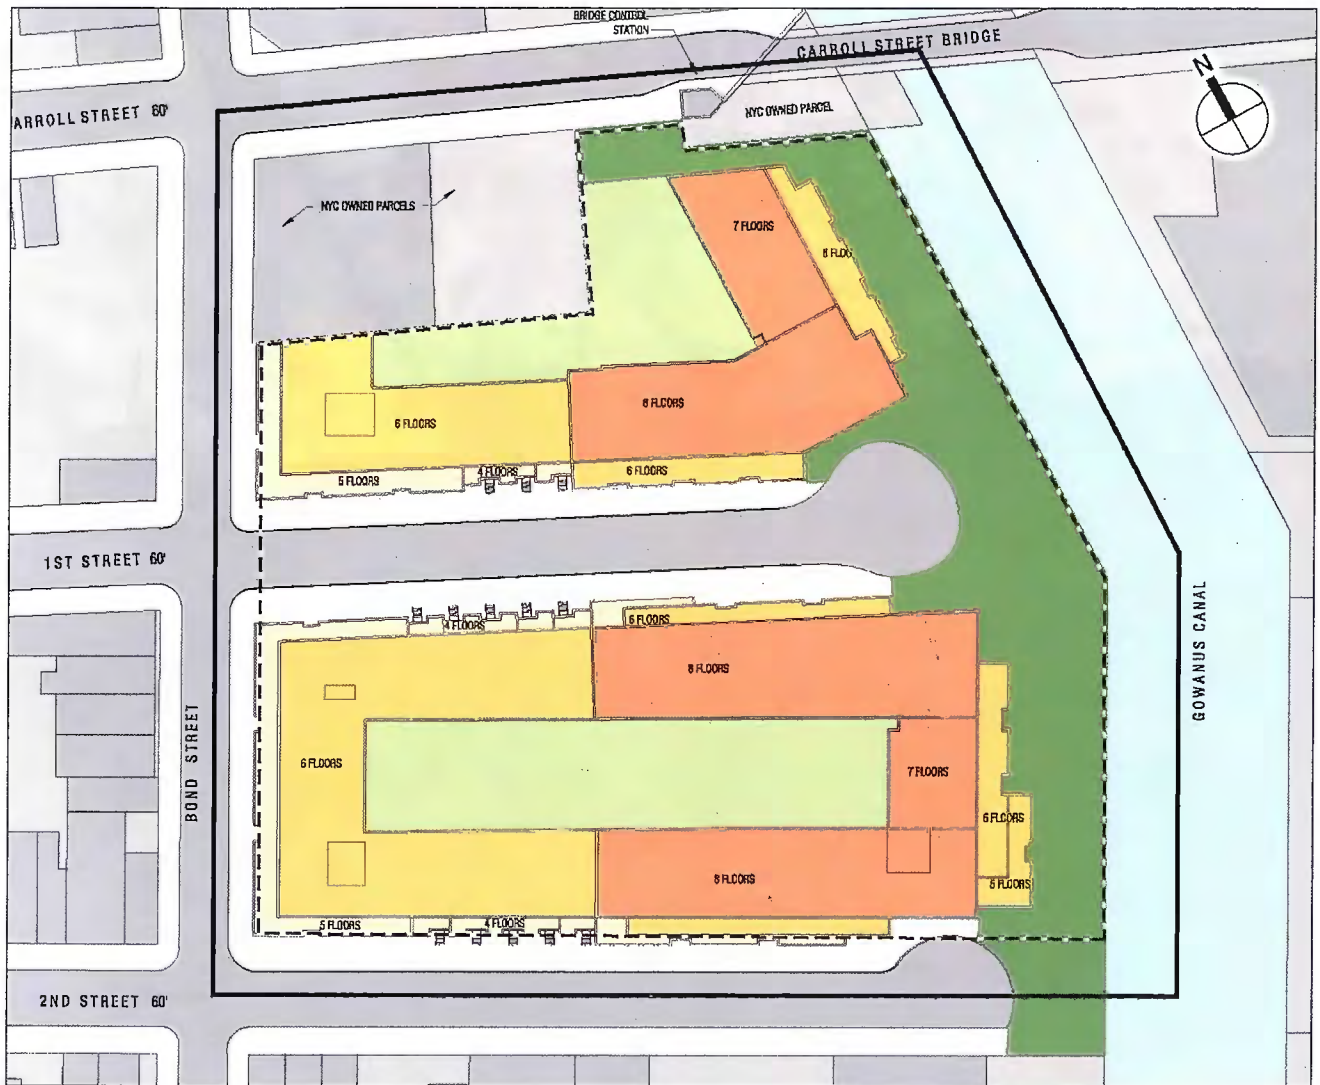 BRIDGE CONTROL
STATION
CARROLL STREET BRIDGE
N
ARROLL STREET 60'
NYC OWNED PARCEL
NYC OWNED PARCELS
7 FLOORS
6 FLOO
8 FLOORS
6 FLOORS
4 FLOORS
6 FLOORS
5 FLOORS
1ST STREET 60'
GOWANUS CANAL
4 FLOORS
6 FLOORS
8 FLOORS
BOND STREET
6 FLOORS
7 FLOORS
6 FLOORS
8 FLOORS
5 FLOORS
5 FLOORS
4 FLOORS
2ND STREET 60'